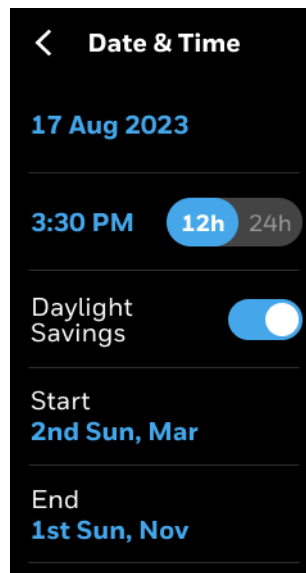 Date & Time
17 Aug 2023
3:30 PM 12h 24h
Daylight
Savings
Start
2nd Sun, Mar
End
1st Sun, Nov